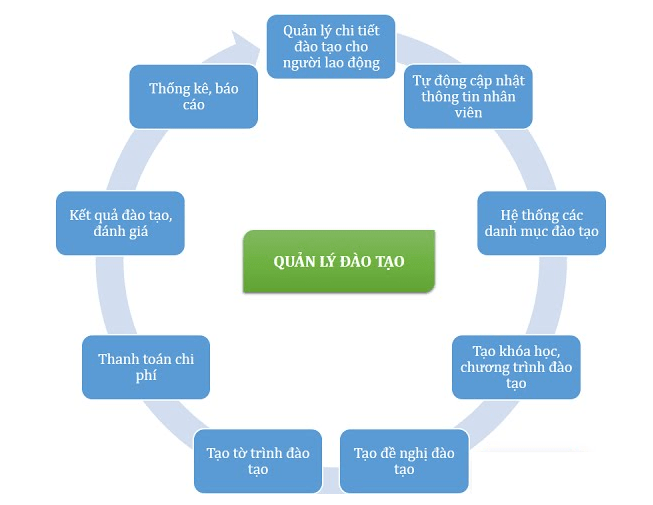 Quản lý chi tiết
đào tạo cho
người lao động
Tự động cập nhật
thông tin nhân
viên
Hệ thống các
danh mục đào tạo
Tạo khóa học,
chương trình đào
tạo
Tạo đề nghị đào
tạo
Tạo tờ trình đào
tạo
Thanh toán chi
phí
Kết quả đào tạo,
đánh giá
Thống kê, báo
cáo
QUẢN LÝ ĐÀO TẠO